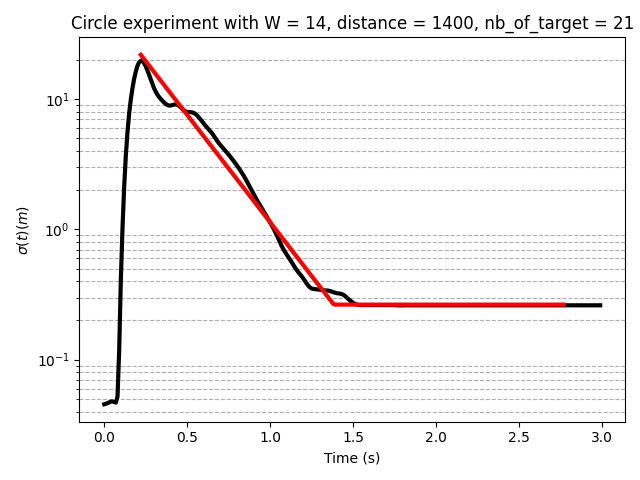 Circle experiment with W = 14, distance = 1400, nb_of_target = 21
σ(t)(m)
10¹
10⁰
10⁻¹
0.0 0.5 1.0 1.5 2.0 2.5 3.0
Time (s)